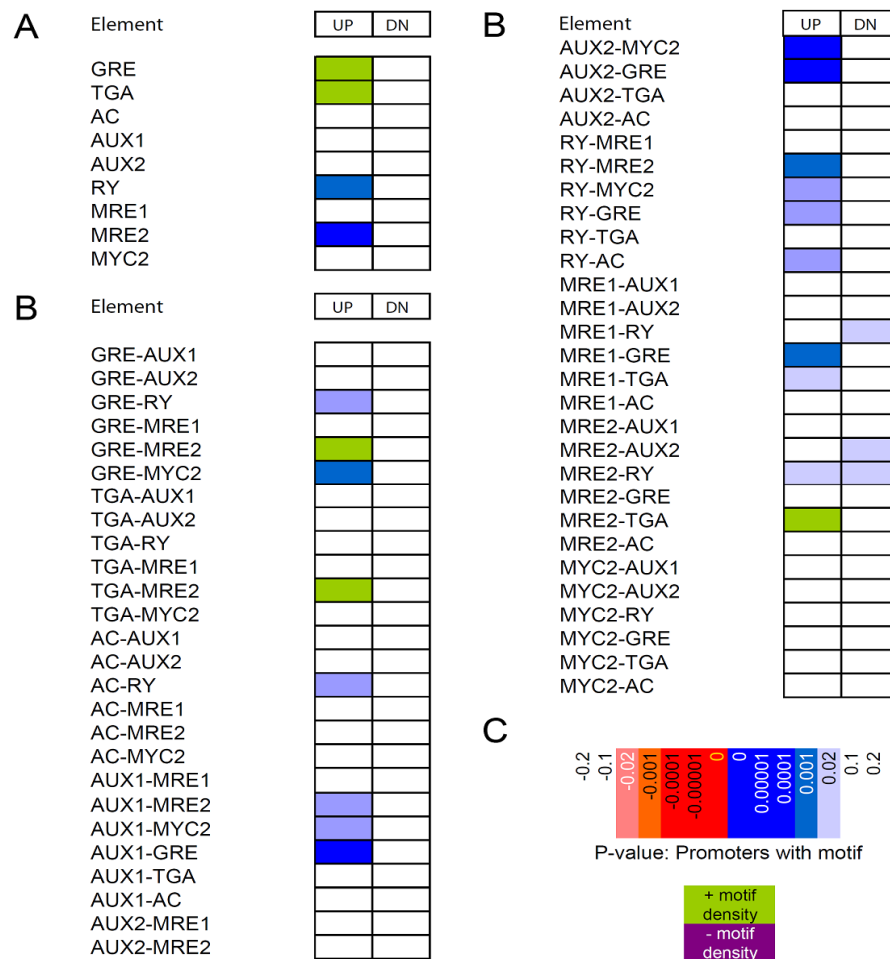 A
Element UP DN
GRE
TGA
AC
AUX1
AUX2
RY
MRE1
MRE2
MYC2
B
Element UP DN
GRE-AUX1
GRE-AUX2
GRE-RY
GRE-MRE1
GRE-MRE2
GRE-MYC2
TGA-AUX1
TGA-AUX2
TGA-RY
TGA-MRE1
TGA-MRE2
TGA-MYC2
AC-AUX1
AC-AUX2
AC-RY
AC-MRE1
AC-MRE2
AC-MYC2
AUX1-MRE1
AUX1-MRE2
AUX1-MYC2
AUX1-GRE
AUX1-TGA
AUX1-AC
AUX2-MRE1
AUX2-MRE2
B
Element UP DN
AUX2-MYC2
AUX2-GRE
AUX2-TGA
AUX2-AC
RY-MRE1
RY-MRE2
RY-MYC2
RY-GRE
RY-TGA
RY-AC
MRE1-AUX1
MRE1-AUX2
MRE1-RY
MRE1-GRE
MRE1-TGA
MRE1-AC
MRE2-AUX1
MRE2-AUX2
MRE2-RY
MRE2-GRE
MRE2-TGA
MRE2-AC
MYC2-AUX1
MYC2-AUX2
MYC2-RY
MYC2-GRE
MYC2-TGA
MYC2-AC
C
-0.2
-0.1
-0.02
-0.001
-0.0001
-0.00001
0
0
0.00001
0.0001
0.001
0.02
0.1
0.2
P-value: Promoters with motif
+ motif
density
- motif
density